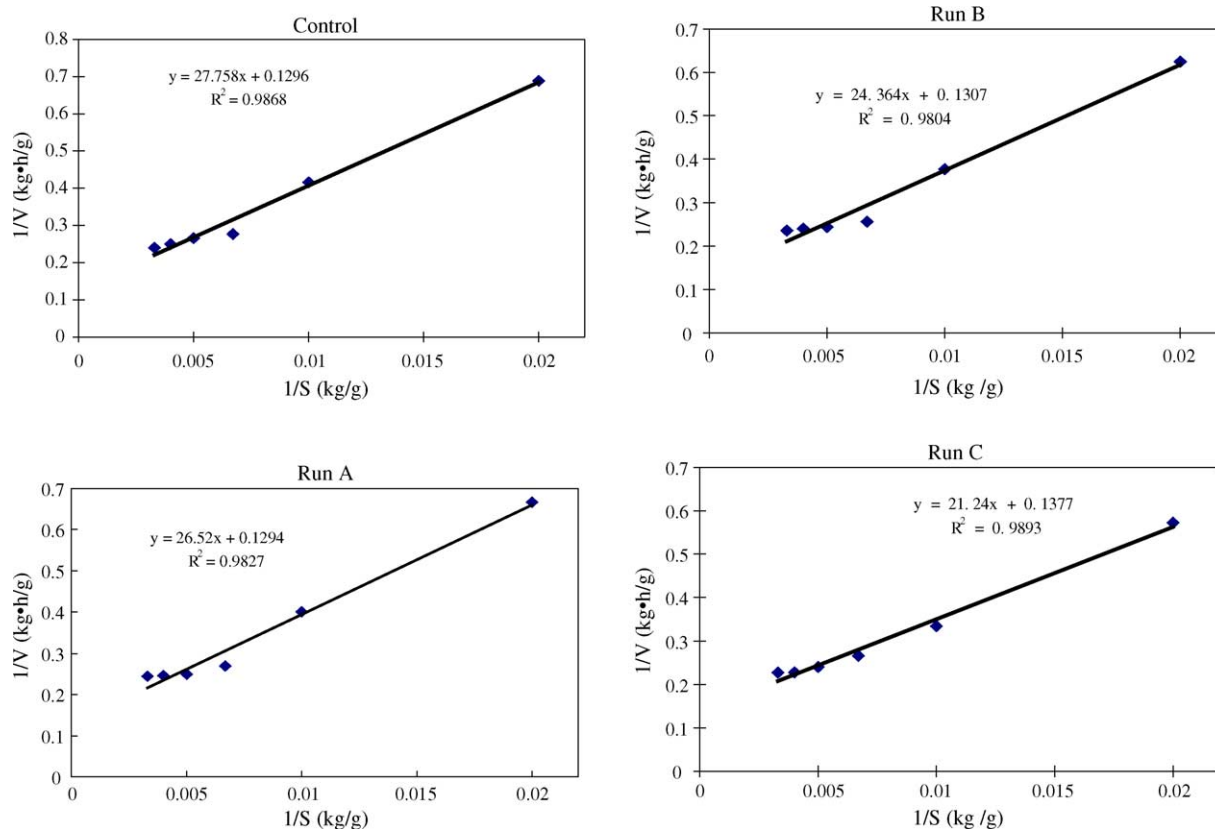 Control
y = 27.758x + 0.1296
R² = 0.9868
1/V (kg•h/g)
0.8
0.7
0.6
0.5
0.4
0.3
0.2
0.1
0
0 0.005 0.01 0.015 0.02
1/S (kg/g)
Run B
y = 24.364x + 0.1307
R² = 0.9804
1/V (kg•h/g)
0.7
0.6
0.5
0.4
0.3
0.2
0.1
0
0 0.005 0.01 0.015 0.02
1/S (kg /g)
Run A
y = 26.52x + 0.1294
R² = 0.9827
1/V (kg•h/g)
0.7
0.6
0.5
0.4
0.3
0.2
0.1
0
0 0.005 0.01 0.015 0.02
1/S (kg/g)
Run C
y = 21.24x + 0.1377
R² = 0.9893
1/V (kg•h/g)
0.7
0.6
0.5
0.4
0.3
0.2
0.1
0
0 0.005 0.01 0.015 0.02
1/S (kg /g)